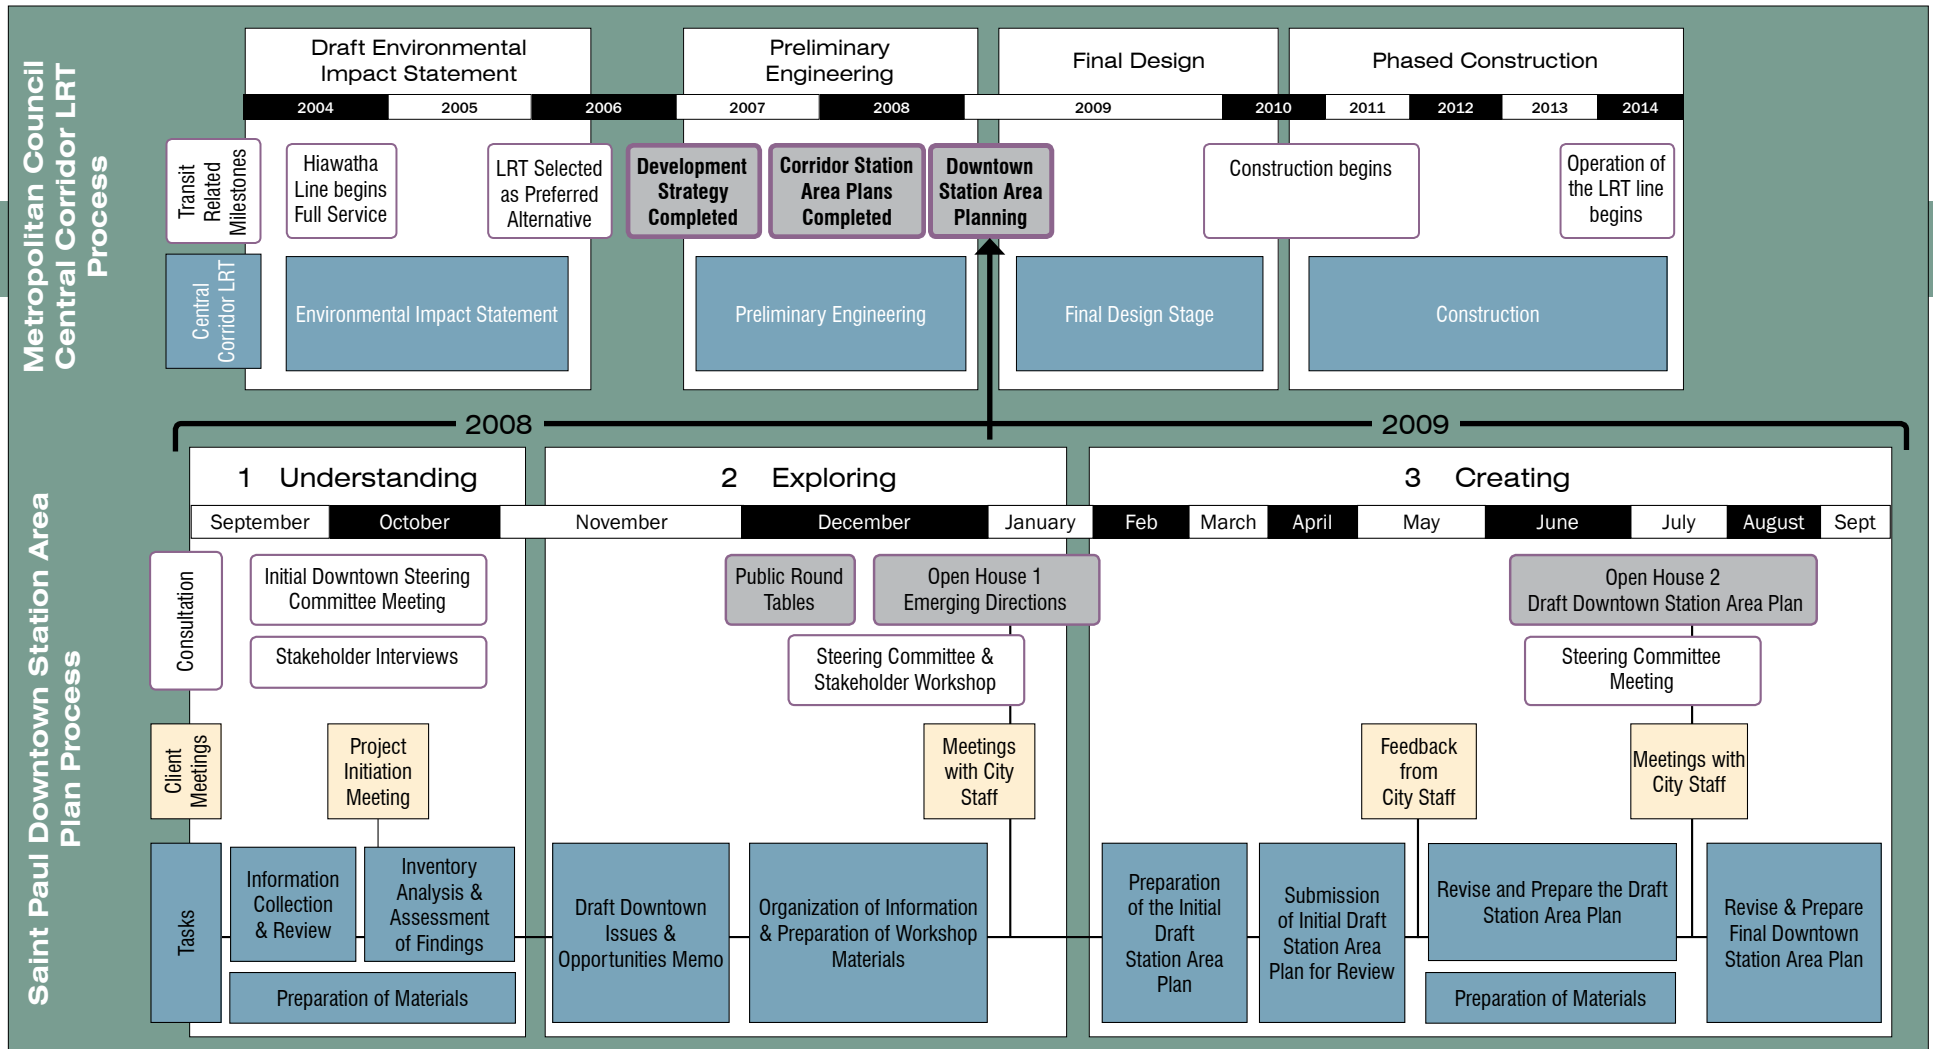 Metropolitan Council
Central Corridor LRT
Process
Draft Environmental
Impact Statement
Preliminary
Engineering
Final Design
Phased Construction
2004
2005
2006
2007
2008
2009
2010
2011
2012
2013
2014
Transit
Related
Milestones
Hiawatha
Line begins
Full Service
LRT Selected
as Preferred
Alternative
Development
Strategy
Completed
Corridor Station
Area Plans
Completed
Downtown
Station Area
Planning
Construction begins
Operation of
the LRT line
begins
Central
Corridor LRT
Environmental Impact Statement
Preliminary Engineering
Final Design Stage
Construction
2008
2009
Saint Paul Downtown Station Area
Plan Process
1 Understanding
2 Exploring
3 Creating
September
October
November
December
January
Feb
March
April
May
June
July
August
Sept
Consultation
Initial Downtown Steering
Committee Meeting
Stakeholder Interviews
Public Round
Tables
Open House 1
Emerging Directions
Steering Committee &
Stakeholder Workshop
Open House 2
Draft Downtown Station Area Plan
Steering Committee
Meeting
Client
Meetings
Project
Initiation
Meeting
Meetings
with City
Staff
Feedback
from
City Staff
Meetings with
City Staff
Tasks
Information
Collection
& Review
Inventory
Analysis &
Assessment
of Findings
Preparation of Materials
Draft Downtown
Issues &
Opportunities Memo
Organization of Information
& Preparation of Workshop
Materials
Preparation
of the Initial
Draft
Station Area
Plan
Submission
of Initial Draft
Station Area
Plan for Review
Revise and Prepare the Draft
Station Area Plan
Preparation of Materials
Revise & Prepare
Final Downtown
Station Area Plan